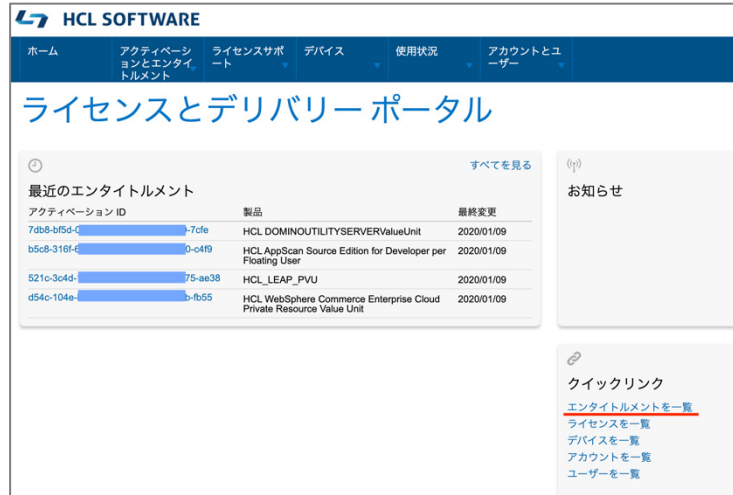 HCL SOFTWARE
ホーム
アクティベーシ
ョンとエンタイ
トルメント
ライセンスサポ
ート
デバイス
使用状況
アカウントとユ
ーザー
ライセンスとデリバリー ポータル
すべてを見る
最近のエンタイトルメント
アクティベーション ID 製品 最終変更
7db8-bf5d-0 -7cfe HCL DOMINOUTILITYSERVERValueUnit 2020/01/09
b5c8-316f-6 0-c4f9 HCL AppScan Source Edition for Developer per 2020/01/09
Floating User
521c-3c4d- 75-ae38 HCL_LEAP_PVU 2020/01/09
d54c-104e- b-fb55 HCL WebSphere Commerce Enterprise Cloud 2020/01/09
Private Resource Value Unit
お知らせ
クイックリンク
エンタイトルメントを一覧
ライセンスを一覧
デバイスを一覧
アカウントを一覧
ユーザーを一覧